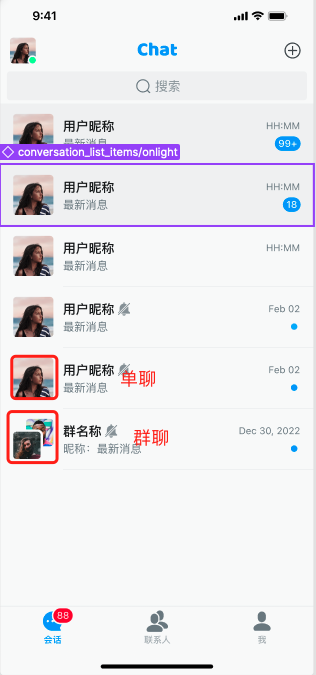 9:41
Chat
搜索
用户昵称
HH:MM
最新消息
99+
conversation_list_items/onlight
用户昵称
HH:MM
最新消息
18
用户昵称
HH:MM
最新消息
用户昵称
Feb 02
最新消息
用户昵称
Feb 02
单聊
最新消息
群名称
Dec 30, 2022
群聊
昵称：最新消息
88
会话
联系人
我